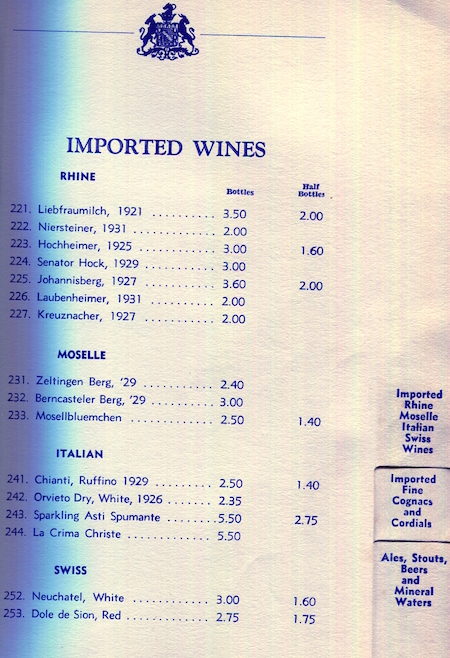 IMPORTED WINES
RHINE
Bottles Half Bottles
221. Liebfraumilch, 1921 .......... 3.50 2.00
222. Niersteiner, 1931 .......... 2.00
223. Hochheimer, 1925 .......... 3.00 1.60
224. Senator Hock, 1929 .......... 3.00
225. Johannisberg, 1927 .......... 3.60 2.00
226. Laubenheimer, 1931 .......... 2.00
227. Kreuznacher, 1927 .......... 2.00
MOSELLE
231. Zeltingen Berg, '29 .......... 2.40
232. Berncasteler Berg, '29 ......... 3.00
233. Mosellbluemchen .......... 2.50 1.40
ITALIAN
241. Chianti, Ruffino 1929 ......... 2.50 1.40
242. Orvieto Dry, White, 1926 ....... 2.35
243. Sparkling Asti Spumante ........ 5.50 2.75
244. La Crima Christe ............ 5.50
SWISS
252. Neuchatel, White ............ 3.00 1.60
253. Dole de Sion, Red ............ 2.75 1.75
Imported
Rhine
Moselle
Italian
Swiss
Wines
Imported
Fine
Cognacs
and
Cordials
Ales, Stouts,
Beers
and
Mineral
Waters